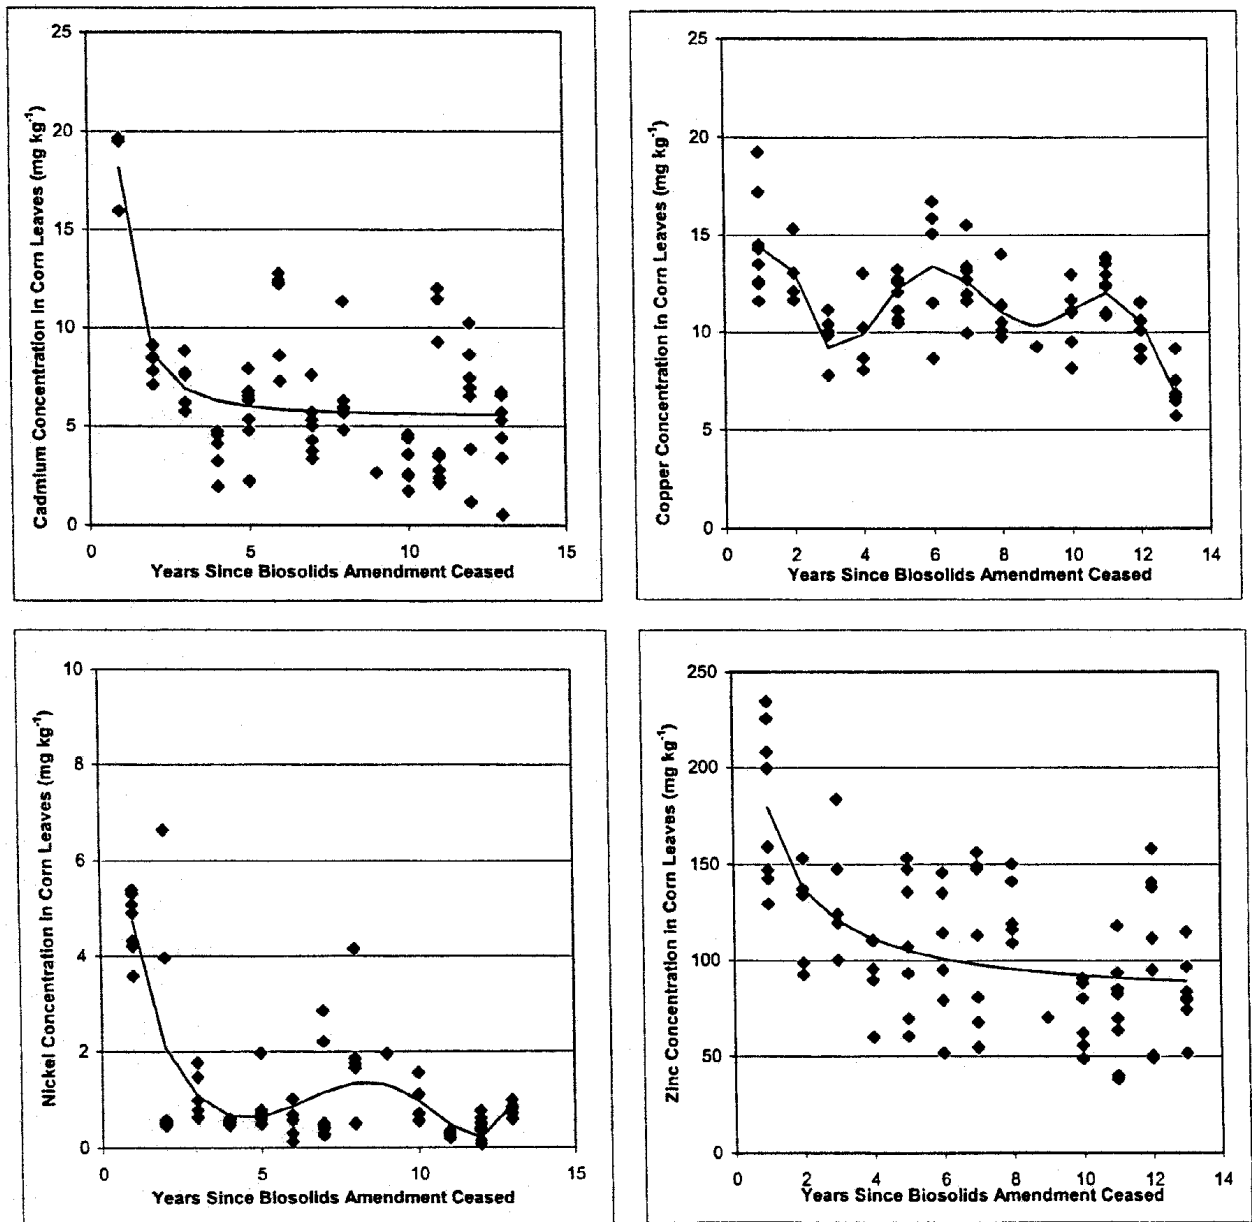 25
20
15
10
5
0
Cadmium Concentration In Corn Leaves (mg kg⁻¹)
0 5 10 15
Years Since Biosolids Amendment Ceased
25
20
15
10
5
0
Copper Concentration in Corn Leaves (mg kg⁻¹)
0 2 4 6 8 10 12 14
Years Since Biosolids Amendment Ceased
10
8
6
4
2
0
Nickel Concentration In Corn Leaves (mg kg⁻¹)
0 5 10 15
Years Since Biosolids Amendment Ceased
250
200
150
100
50
0
Zinc Concentration in Corn Leaves (mg kg⁻¹)
0 2 4 6 8 10 12 14
Years Since Biosolids Amendment Ceased